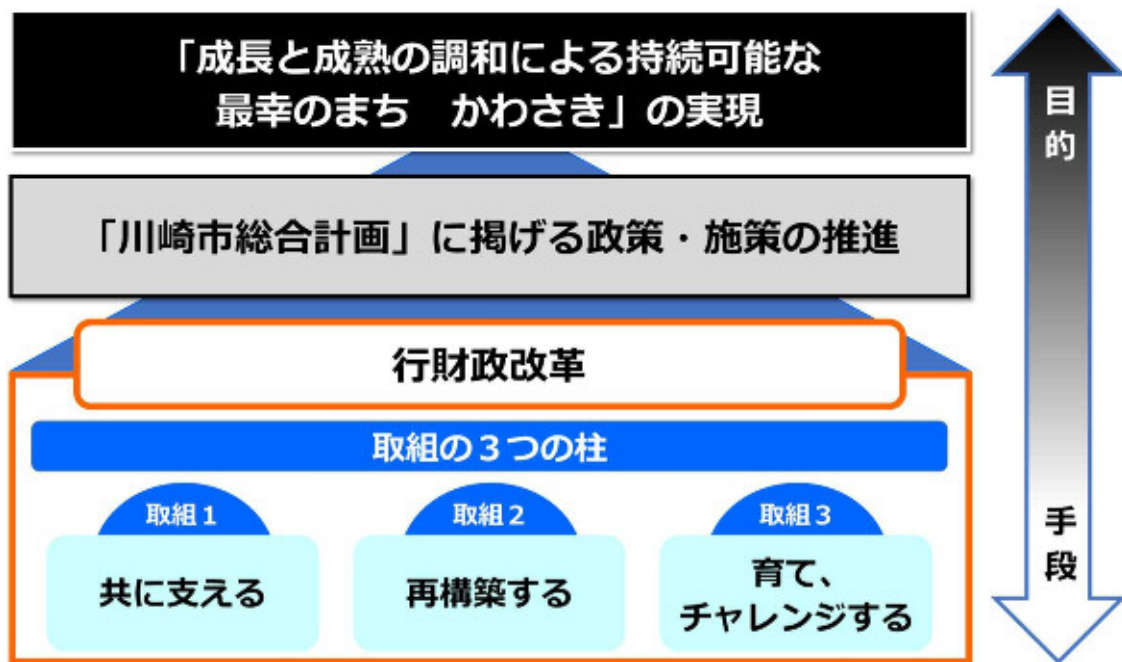 「成長と成熟の調和による持続可能な
最幸のまち　かわさき」の実現
「川崎市総合計画」に掲げる政策・施策の推進
行財政改革
取組の３つの柱
取組１
共に支える
取組２
再構築する
取組３
育て、
チャレンジする
目的
手段